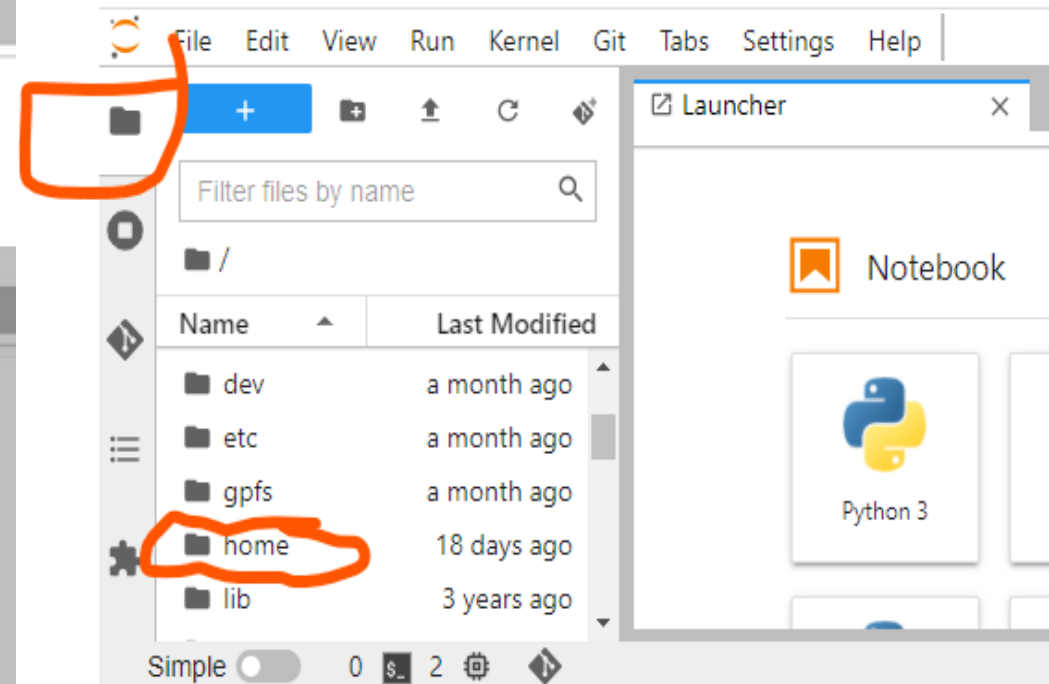 File Edit View Run Kernel Git Tabs Settings Help
+
Launcher
Filter files by name
/
Notebook
Name Last Modified
dev a month ago
etc a month ago
gpfs a month ago
home 18 days ago
Python 3
lib 3 years ago
Simple 0 $_ 2